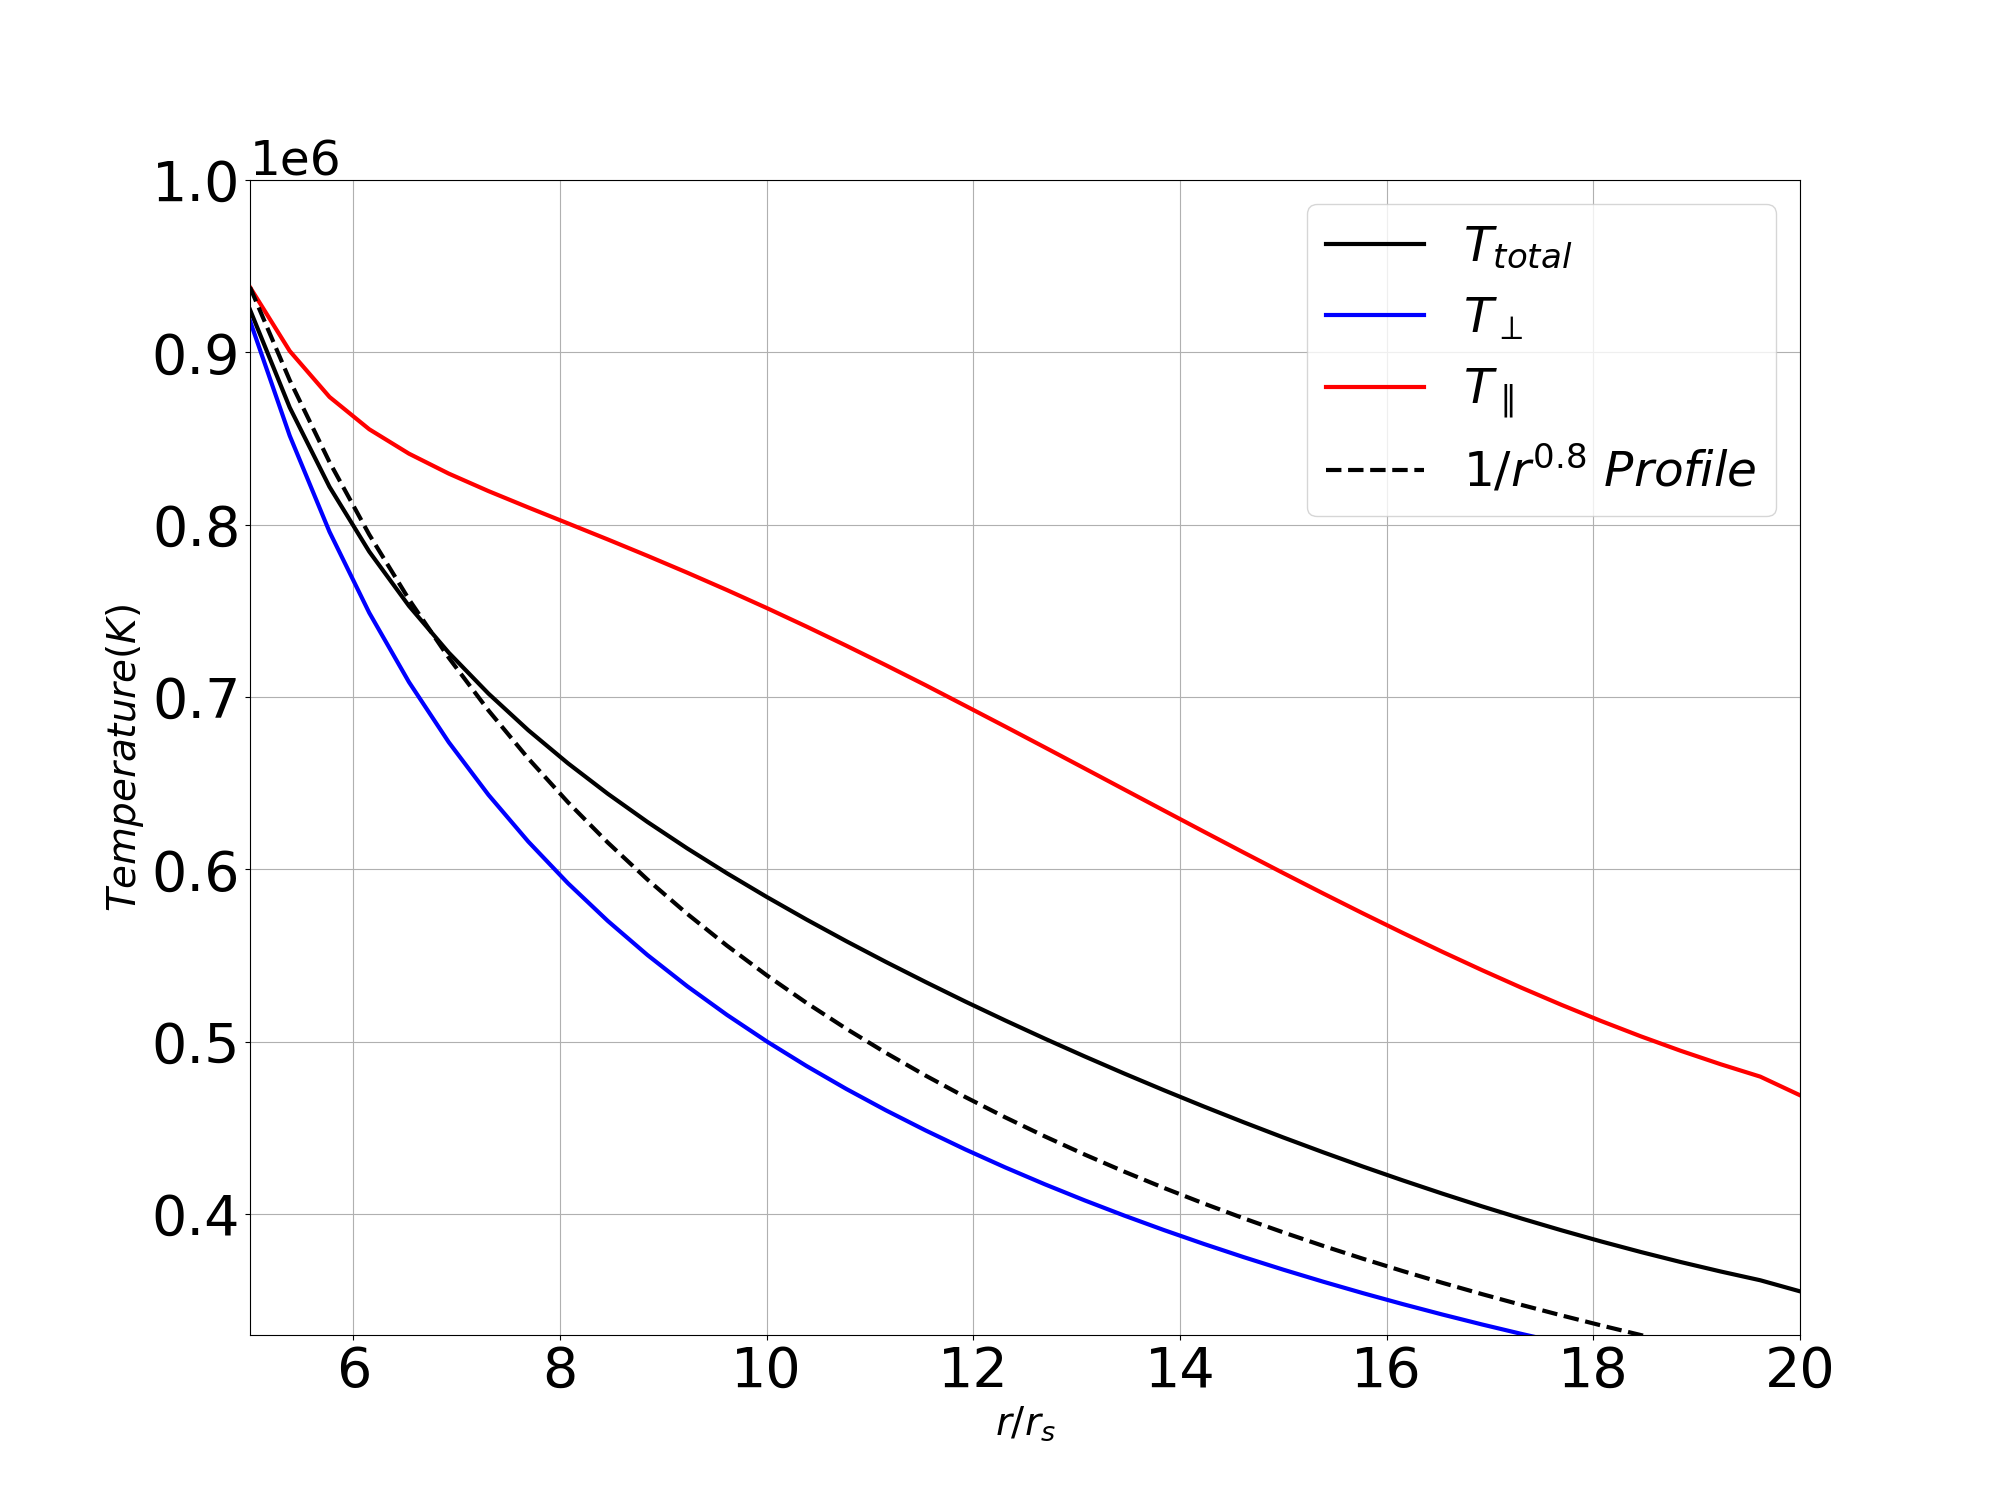 1e6
1.0
0.9
0.8
0.7
0.6
0.5
0.4
Temperature(K)
T_total
T_⊥
T_∥
1/r^0.8 Profile
6 8 10 12 14 16 18 20
r/r_s